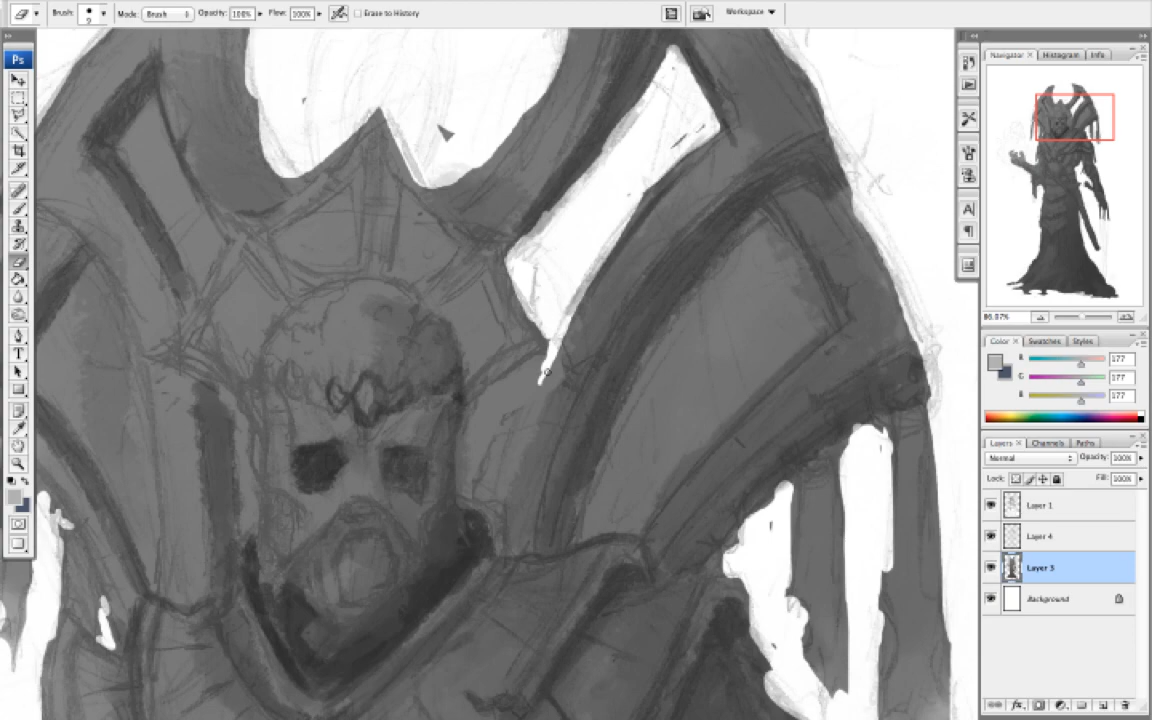 Brush: Mode: Brush Opacity: 100% Flow: 100% Erase to History Workspace
Ps
Navigator Histogram Info
86.07%
Color Swatches Styles
R 177
G 177
B 177
Layers Channels Paths
Normal Opacity: 100%
Lock: Fill: 100%
Layer 1
Layer 4
Layer 3
Background